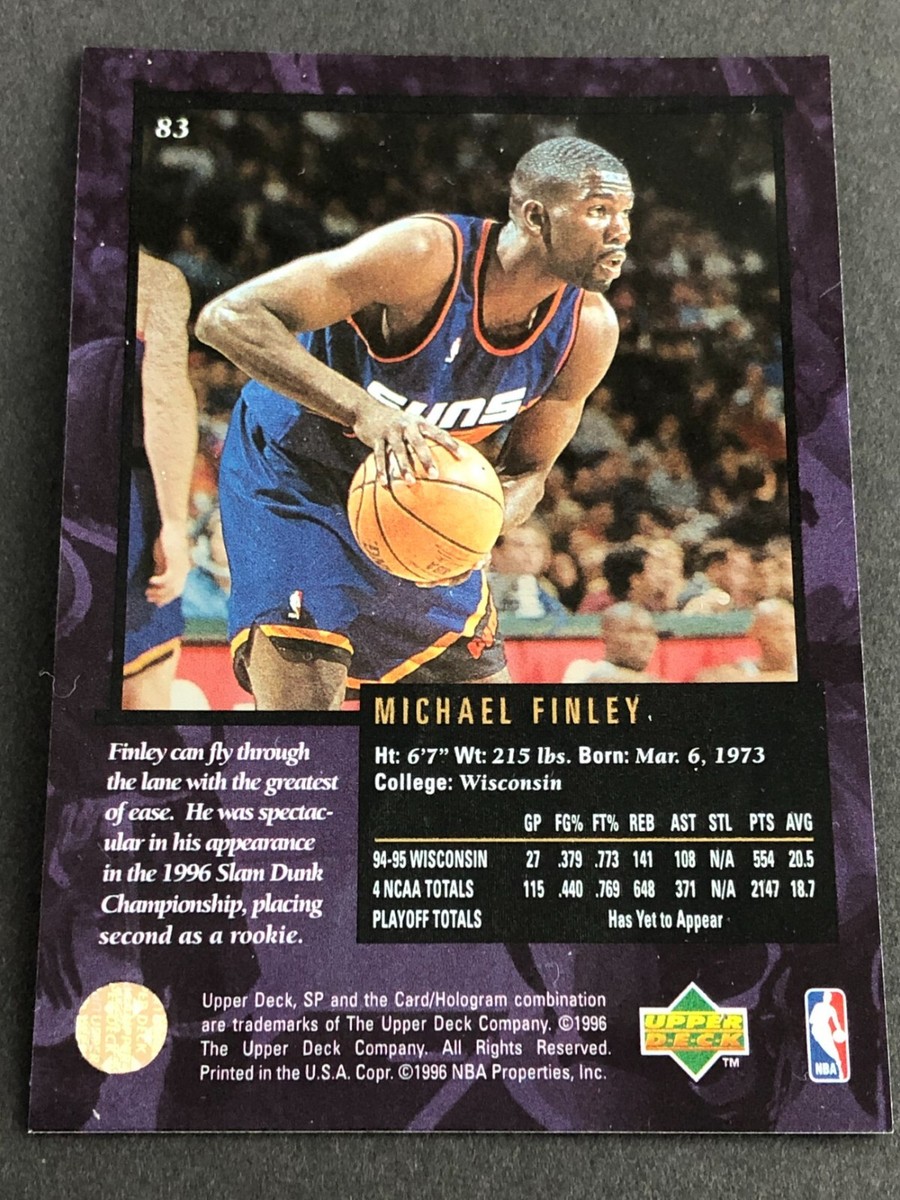 83
SUNS
MICHAEL FINLEY
Ht: 6'7" Wt: 215 lbs. Born: Mar. 6, 1973
College: Wisconsin
GP FG% FT% REB AST STL PTS AVG
94-95 WISCONSIN 27 .379 .773 141 108 N/A 554 20.5
4 NCAA TOTALS 115 .440 .769 648 371 N/A 2147 18.7
PLAYOFF TOTALS Has Yet to Appear
Finley can fly through
the lane with the greatest
of ease. He was spectac-
ular in his appearance
in the 1996 Slam Dunk
Championship, placing
second as a rookie.
Upper Deck, SP and the Card/Hologram combination
are trademarks of The Upper Deck Company. ©1996
The Upper Deck Company. All Rights Reserved.
Printed in the U.S.A. Copr. ©1996 NBA Properties, Inc.
UPPER
D·E·C·K
TM
NBA